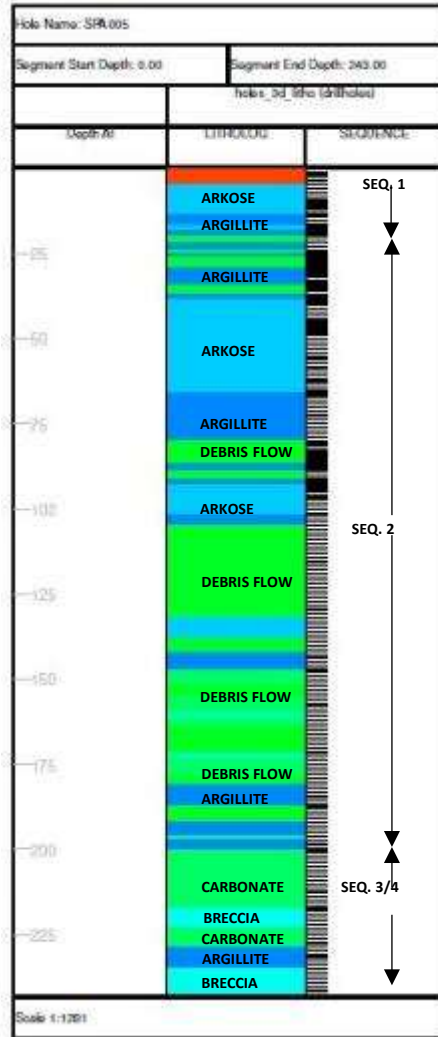 Hole Name: SPA005
Segment Start Depth: 0.00 Segment End Depth: 243.00
holes_3d_litho (drillholes)
Depth At LITHOLOG SEQUENCE
SEQ. 1
ARKOSE
ARGILLITE
25
ARGILLITE
50
ARKOSE
75
ARGILLITE
DEBRIS FLOW
100
ARKOSE
SEQ. 2
DEBRIS FLOW
125
150
DEBRIS FLOW
175
DEBRIS FLOW
ARGILLITE
200
CARBONATE
SEQ. 3/4
BRECCIA
225
CARBONATE
ARGILLITE
BRECCIA
Scale 1:1281